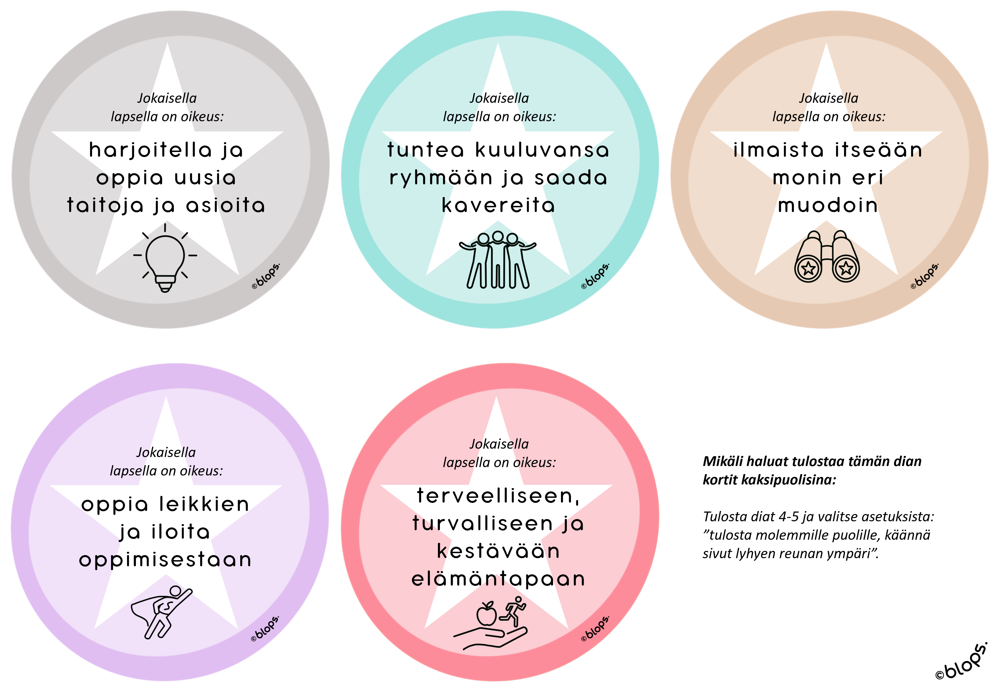 Jokaisella
lapsella on oikeus:
harjoitella ja
oppia uusia
taitoja ja asioita
©blops.
Jokaisella
lapsella on oikeus:
tuntea kuuluvansa
ryhmään ja saada
kavereita
©blops.
Jokaisella
lapsella on oikeus:
ilmaista itseään
monin eri
muodoin
©blops.
Jokaisella
lapsella on oikeus:
oppia leikkien
ja iloita
oppimisestaan
©blops.
Jokaisella
lapsella on oikeus:
terveelliseen,
turvalliseen ja
kestävään
elämäntapaan
©blops.
Mikäli haluat tulostaa tämän dian
kortit kaksipuolisina:
Tulosta diat 4-5 ja valitse asetuksista:
”tulosta molemmille puolille, käännä
sivut lyhyen reunan ympäri”.
©blops.